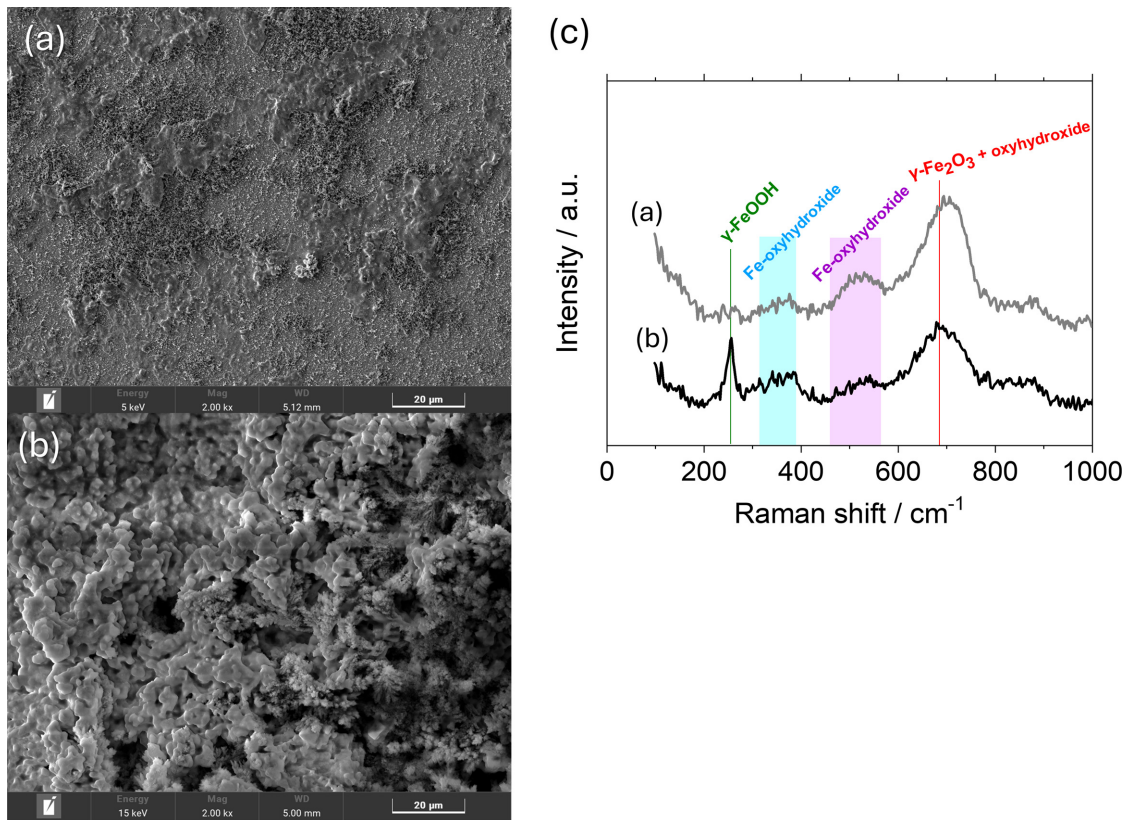 (a)
Energy
Mag
WD
5 keV
2.00 kx
5.12 mm
20 μm
(b)
Energy
Mag
WD
15 keV
2.00 kx
5.00 mm
20 μm
(c)
Intensity / a.u.
(a)
(b)
γ-FeOOH
Fe-oxyhydroxide
Fe-oxyhydroxide
γ-Fe₂O₃ + oxyhydroxide
0 200 400 600 800 1000
Raman shift / cm⁻¹